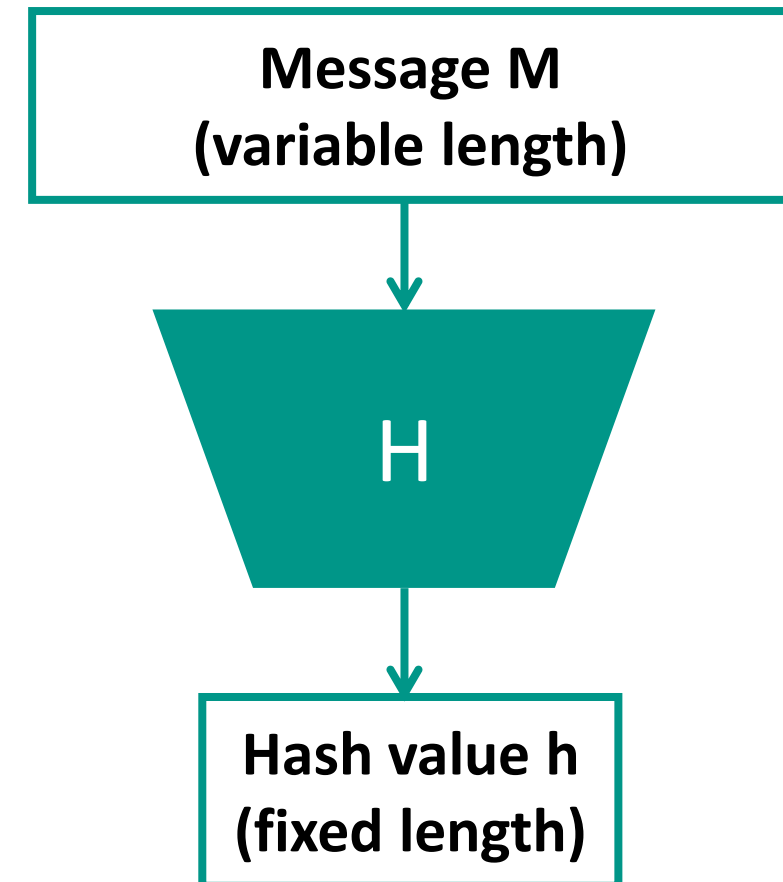 Message M
(variable length)
H
Hash value h
(fixed length)